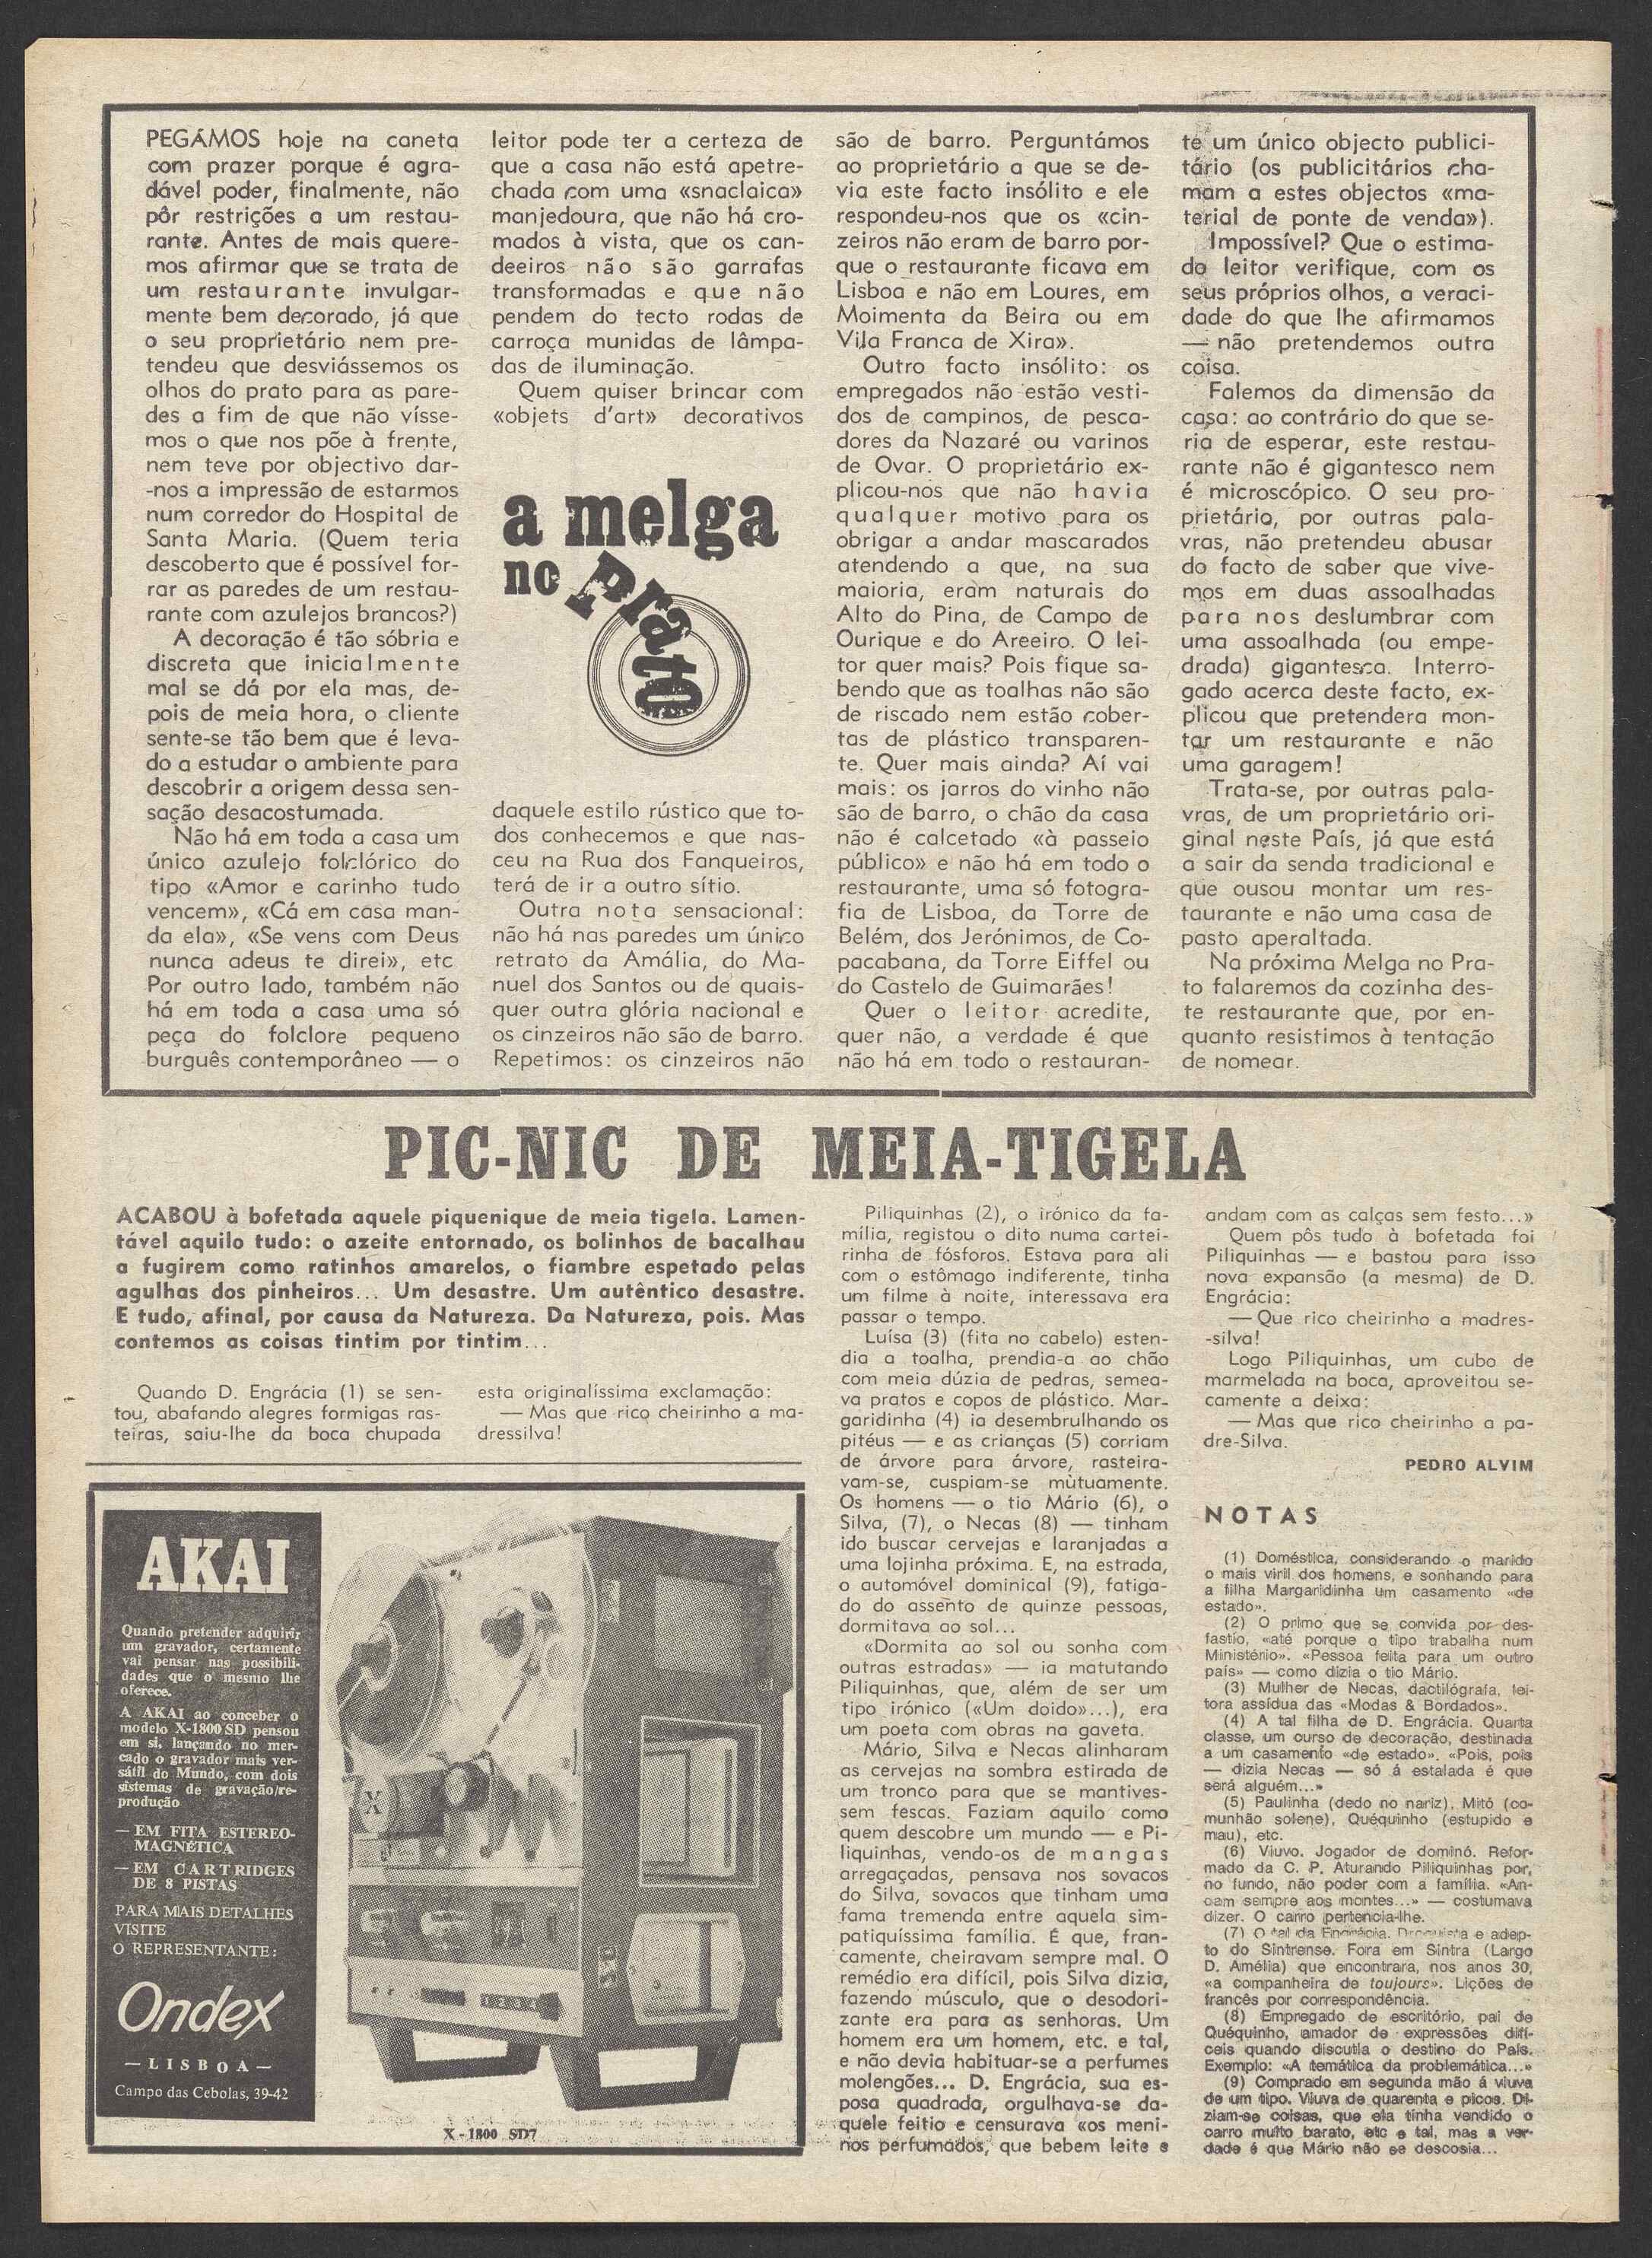 PEGÁMOS hoje na caneta
com prazer porque é agra-
dável poder, finalmente, não
pôr restrições a um restau-
rante. Antes de mais quere-
mos afirmar que se trata de
um restaurante invulgar-
mente bem decorado, já que
o seu proprietário nem pre-
tendeu que desviássemos os
olhos do prato para as pare-
des a fim de que não vísse-
mos o que nos põe à frente,
nem teve por objectivo dar-
-nos a impressão de estarmos
num corredor do Hospital de
Santa Maria. (Quem teria
descoberto que é possível for-
rar as paredes de um restau-
rante com azulejos brancos?)
A decoração é tão sóbria e
discreta que inicialmente
mal se dá por ela mas, de-
pois de meia hora, o cliente
sente-se tão bem que é leva-
do a estudar o ambiente para
descobrir a origem dessa sen-
sação desacostumada.
Não há em toda a casa um
único azulejo folclórico do
tipo «Amor e carinho tudo
vencem», «Cá em casa man-
da ela», «Se vens com Deus
nunca adeus te direi», etc
Por outro lado, também não
há em toda a casa uma só
peça do folclore pequeno
burguês contemporâneo — o
leitor pode ter a certeza de
que a casa não está apetre-
chada com uma «snaclaica»
manjedoura, que não há cro-
mados à vista, que os can-
deeiros não são garrafas
transformadas e que não
pendem do tecto rodas de
carroça munidas de lâmpa-
das de iluminação.
Quem quiser brincar com
«objets d'art» decorativos
a melga
no Prato
daquele estilo rústico que to-
dos conhecemos e que nas-
ceu na Rua dos Fanqueiros,
terá de ir a outro sítio.
Outra nota sensacional:
não há nas paredes um único
retrato da Amália, do Ma-
nuel dos Santos ou de quais-
quer outra glória nacional e
os cinzeiros não são de barro.
Repetimos: os cinzeiros não
são de barro. Perguntámos
ao proprietário a que se de-
via este facto insólito e ele
respondeu-nos que os «cin-
zeiros não eram de barro por-
que o restaurante ficava em
Lisboa e não em Loures, em
Moimenta da Beira ou em
Vila Franca de Xira».
Outro facto insólito: os
empregados não estão vesti-
dos de campinos, de pesca-
dores da Nazaré ou varinos
de Ovar. O proprietário ex-
plicou-nos que não havia
qualquer motivo para os
obrigar a andar mascarados
atendendo a que, na sua
maioria, eram naturais do
Alto do Pina, de Campo de
Ourique e do Areeiro. O lei-
tor quer mais? Pois fique sa-
bendo que as toalhas não são
de riscado nem estão cober-
tas de plástico transparen-
te. Quer mais ainda? Aí vai
mais: os jarros do vinho não
são de barro, o chão da casa
não é calcetado «à passeio
público» e não há em todo o
restaurante, uma só fotogra-
fia de Lisboa, da Torre de
Belém, dos Jerónimos, de Co-
pacabana, da Torre Eiffel ou
do Castelo de Guimarães!
Quer o leitor acredite,
quer não, a verdade é que
não há em todo o restauran-
te um único objecto publici-
tário (os publicitários cha-
mam a estes objectos «ma-
terial de ponte de venda»).
Impossível? Que o estima-
do leitor verifique, com os
seus próprios olhos, a veraci-
dade do que lhe afirmamos
— não pretendemos outra
coisa.
Falemos da dimensão da
casa: ao contrário do que se-
ria de esperar, este restau-
rante não é gigantesco nem
é microscópico. O seu pro-
prietário, por outras pala-
vras, não pretendeu abusar
do facto de saber que vive-
mos em duas assoalhadas
para nos deslumbrar com
uma assoalhada (ou empe-
drada) gigantesca. Interro-
gado acerca deste facto, ex-
plicou que pretendera mon-
tar um restaurante e não
uma garagem!
Trata-se, por outras pala-
vras, de um proprietário ori-
ginal neste País, já que está
a sair da senda tradicional e
que ousou montar um res-
taurante e não uma casa de
pasto aperaltada.
Na próxima Melga no Pra-
to falaremos da cozinha des-
te restaurante que, por en-
quanto resistimos à tentação
de nomear.
PIC-NIC DE MEIA-TIGELA
ACABOU à bofetada aquele piquenique de meia tigela. Lamen-
tável aquilo tudo: o azeite entornado, os bolinhos de bacalhau
a fugirem como ratinhos amarelos, o fiambre espetado pelas
agulhas dos pinheiros... Um desastre. Um autêntico desastre.
E tudo, afinal, por causa da Natureza. Da Natureza, pois. Mas
contemos as coisas tintim por tintim...
Quando D. Engrácia (1) se sen-
tou, abafando alegres formigas ras-
teiras, saiu-lhe da boca chupada
esta originalíssima exclamação:
— Mas que rico cheirinho a ma-
dressilva!
Piliquinhas (2), o irónico da fa-
mília, registou o dito numa cartei-
rinha de fósforos. Estava para ali
com o estômago indiferente, tinha
um filme à noite, interessava era
passar o tempo.
Luísa (3) (fita no cabelo) esten-
dia a toalha, prendia-a ao chão
com meia dúzia de pedras, semea-
va pratos e copos de plástico. Mar-
garidinha (4) ia desembrulhando os
pitéus — e as crianças (5) corriam
de árvore para árvore, rasteira-
vam-se, cuspiam-se mùtuamente.
Os homens — o tio Mário (6), o
Silva, (7), o Necas (8) — tinham
ido buscar cervejas e laranjadas a
uma lojinha próxima. E, na estrada,
o automóvel dominical (9), fatiga-
do do assento de quinze pessoas,
dormitava ao sol...
«Dormita ao sol ou sonha com
outras estradas» — ia matutando
Piliquinhas, que, além de ser um
tipo irónico («Um doido»...), era
um poeta com obras na gaveta.
Mário, Silva e Necas alinharam
as cervejas na sombra estirada de
um tronco para que se mantives-
sem fescas. Faziam aquilo como
quem descobre um mundo — e Pi-
liquinhas, vendo-os de mangas
arregaçadas, pensava nos sovacos
do Silva, sovacos que tinham uma
fama tremenda entre aquela sim-
patiquíssima família. É que, fran-
camente, cheiravam sempre mal. O
remédio era difícil, pois Silva dizia,
fazendo músculo, que o desodori-
zante era para as senhoras. Um
homem era um homem, etc. e tal,
e não devia habituar-se a perfumes
molengões... D. Engrácia, sua es-
posa quadrada, orgulhava-se da-
quele feitio e censurava «os meni-
nos perfumados, que bebem leite e
andam com as calças sem festo...»
Quem pôs tudo à bofetada foi
Piliquinhas — e bastou para isso
nova expansão (a mesma) de D.
Engrácia:
— Que rico cheirinho a madres-
-silva!
Logo Piliquinhas, um cubo de
marmelada na boca, aproveitou se-
camente a deixa:
— Mas que rico cheirinho a pa-
dre-Silva.
PEDRO ALVIM
NOTAS
(1) Doméstica, considerando o marido
o mais viril dos homens, e sonhando para
a filha Margaridinha um casamento «de
estado».
(2) O primo que se convida por des-
fastio, «até porque o tipo trabalha num
Ministério». «Pessoa feita para um outro
país» — como dizia o tio Mário.
(3) Mulher de Necas, dactilógrafa, lei-
tora assídua das «Modas & Bordados».
(4) A tal filha de D. Engrácia. Quarta
classe, um curso de decoração, destinada
a um casamento «de estado». «Pois, pois
— dizia Necas — só á estalada é que
será alguém...»
(5) Paulinha (dedo no nariz), Mitó (co-
munhão solene), Quéquinho (estupido e
mau), etc.
(6) Viuvo. Jogador de dominó. Refor-
mado da C. P. Aturando Piliquinhas por,
no fundo, não poder com a família. «An-
dam sempre aos montes...» — costumava
dizer. O carro pertencia-lhe.
(7) O tal da Engrácia. Droguista e adep-
to do Sintrense. Fora em Sintra (Largo
D. Amélia) que encontrara, nos anos 30,
«a companheira de toujours». Lições de
francês por correspondência.
(8) Empregado de escritório, pai de
Quéquinho, amador de expressões difí-
ceis quando discutia o destino do País.
Exemplo: «A temática da problemática...»
(9) Comprado em segunda mão á viuva
de um tipo. Viuva de quarenta e picos. Di-
ziam-se coisas, que ela tinha vendido o
carro muito barato, etc e tal, mas a ver-
dade é que Mário não se descosia...
AKAI
Quando pretender adquirir
um gravador, certamente
vai pensar nas possibili-
dades que o mesmo lhe
oferece.
A AKAI ao conceber o
modelo X-1800 SD pensou
em si, lançando no mer-
cado o gravador mais ver-
sátil do Mundo, com dois
sistemas de gravação/re-
produção
— EM FITA ESTEREO-
MAGNÉTICA
— EM CARTRIDGES
DE 8 PISTAS
PARA MAIS DETALHES
VISITE
O REPRESENTANTE:
Ondex
— LISBOA —
Campo das Cebolas, 39-42
X - 1800 SD7